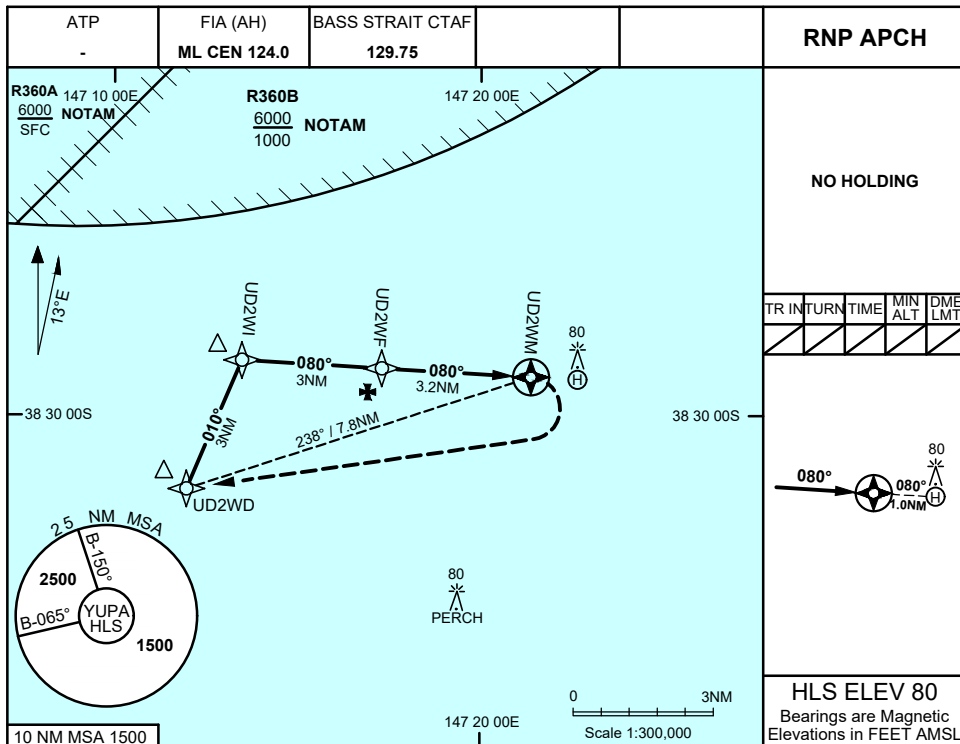 ATP
-
FIA (AH)
ML CEN 124.0
BASS STRAIT CTAF
129.75
RNP APCH
R360A
6000
SFC
NOTAM
147 10 00E
R360B
6000
1000
NOTAM
147 20 00E
NO HOLDING
13°E
UD2WI
UD2WF
UD2WM
80
H
TR IN
TURN
TIME
MIN ALT
DME LMT
080°
3NM
080°
3.2NM
38 30 00S
38 30 00S
010°
3NM
238° / 7.8NM
UD2WD
080°
080°
1.0NM
80
H
25 NM MSA
B-150°
2500
B-065°
YUPA
HLS
1500
80
PERCH
10 NM MSA 1500
147 20 00E
0
3NM
Scale 1:300,000
HLS ELEV 80
Bearings are Magnetic
Elevations in FEET AMSL